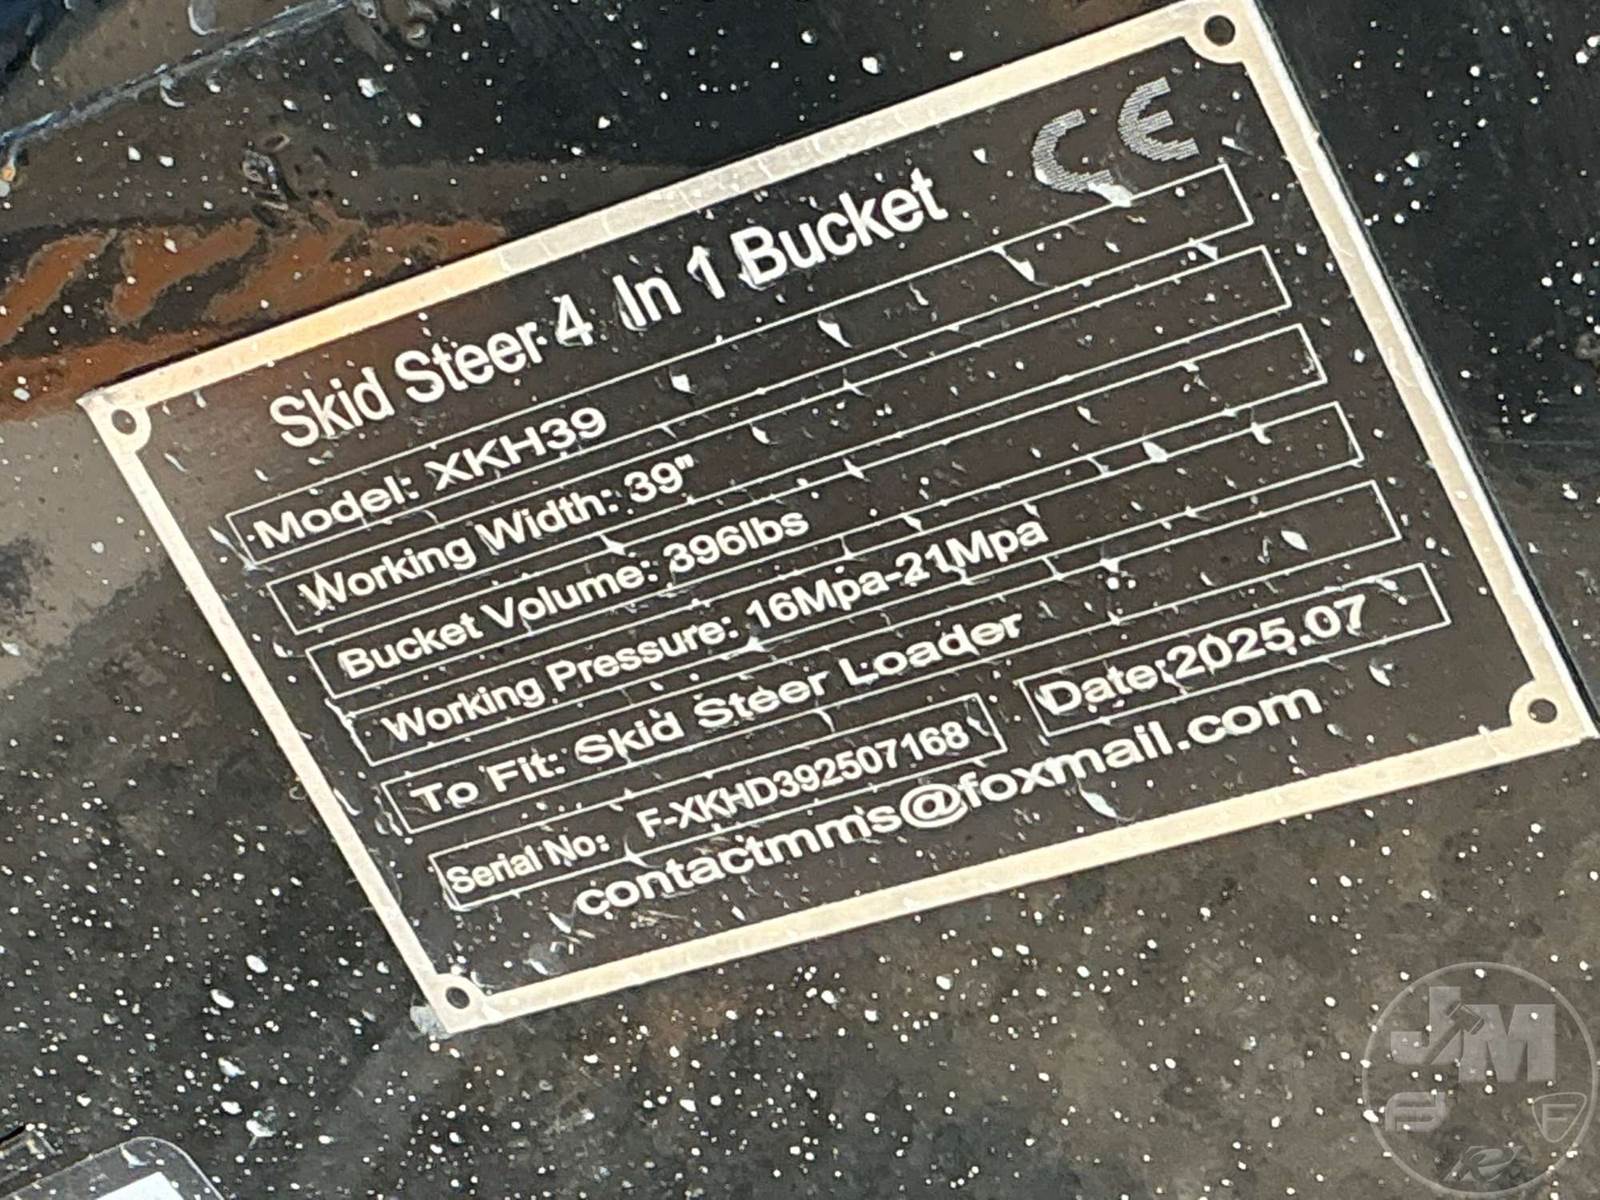 CE
Skid Steer 4 In 1 Bucket
Model: XKH39
Working Width: 39"
Bucket Volume: 396lbs
Working Pressure: 16Mpa-21Mpa
To Fit: Skid Steer Loader
Serial No: F-XKHD392507168 Date:2025.07
contactmms@foxmail.com
JM
F